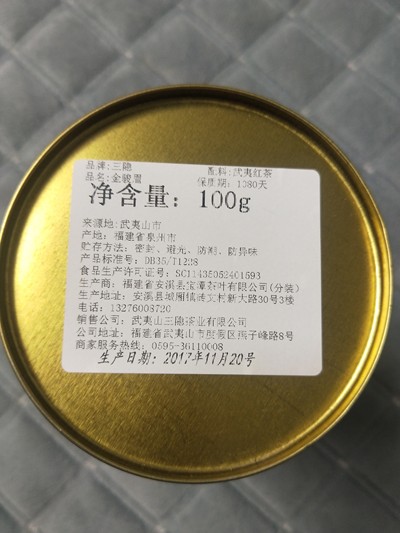 品牌:三隐 配料:武夷红茶
品名:金骏眉 保质期:1080天
净含量: 100g
来源地:武夷山市
产地: 福建省泉州市
贮存方法: 密封、避光、防潮、防异味
产品标准号: DB35/T1228
食品生产许可证号: SC11435052401593
生产商: 福建省安溪县宝潭茶叶有限公司(分装)
生产地址: 安溪县城厢镇砖文村新大路30号3楼
电话: 13276008720
销售公司: 武夷山三隐茶业有限公司
公司地址: 福建省武夷山市度假区狮子峰路8号
商家服务热线: 0595-36110008
生产日期: 2017年11月20号